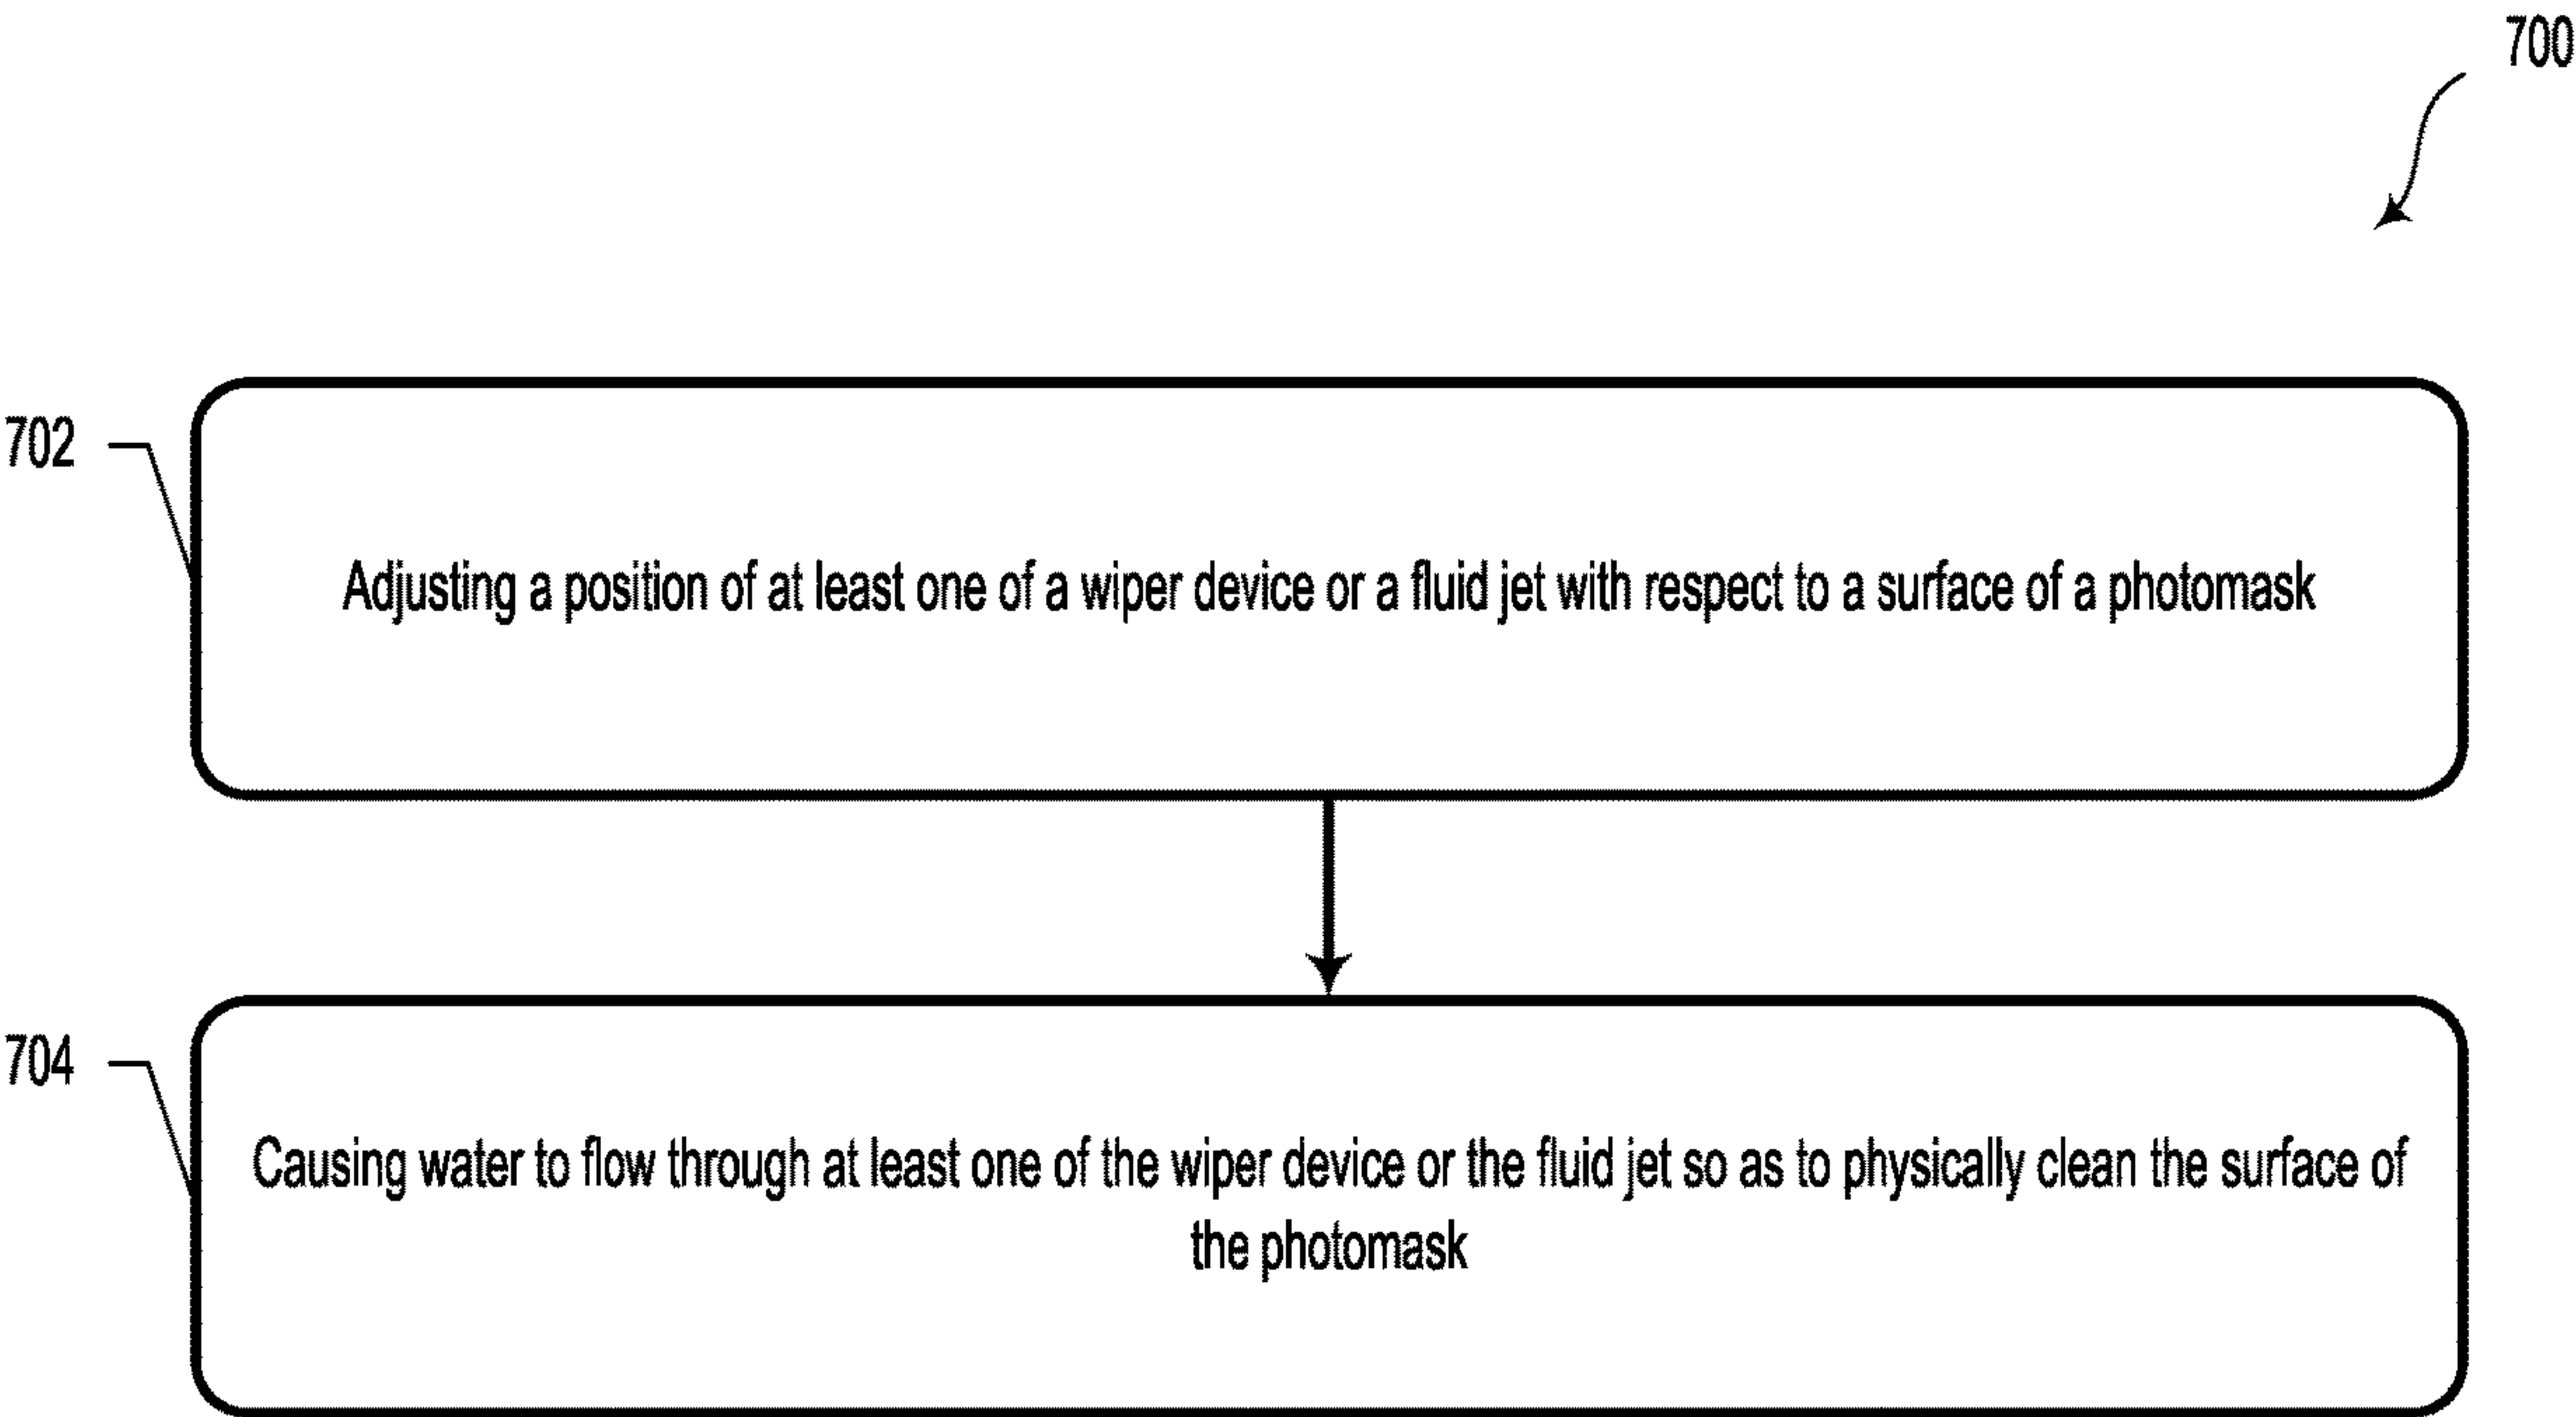 700
702
Adjusting a position of at least one of a wiper device or a fluid jet with respect to a surface of a photomask
704
Causing water to flow through at least one of the wiper device or the fluid jet so as to physically clean the surface of
the photomask